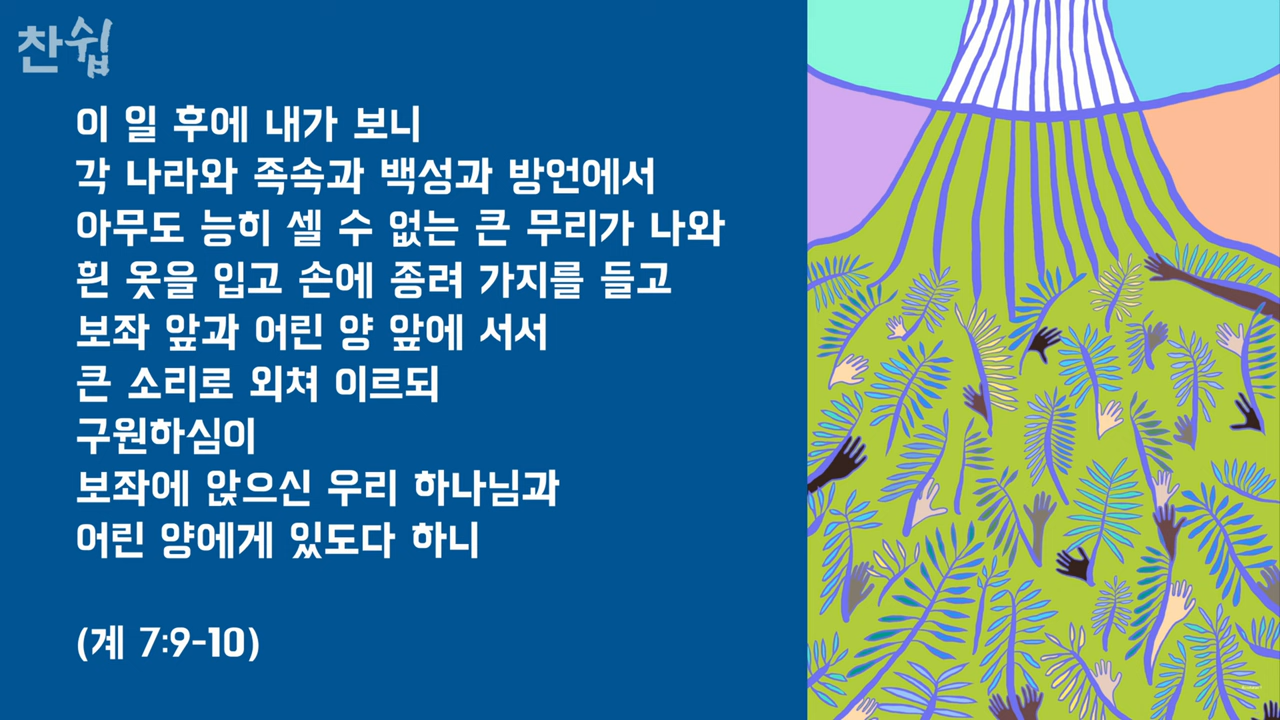 찬쉽
이 일 후에 내가 보니
각 나라와 족속과 백성과 방언에서
아무도 능히 셀 수 없는 큰 무리가 나와
흰 옷을 입고 손에 종려 가지를 들고
보좌 앞과 어린 양 앞에 서서
큰 소리로 외쳐 이르되
구원하심이
보좌에 앉으신 우리 하나님과
어린 양에게 있도다 하니
(계 7:9-10)